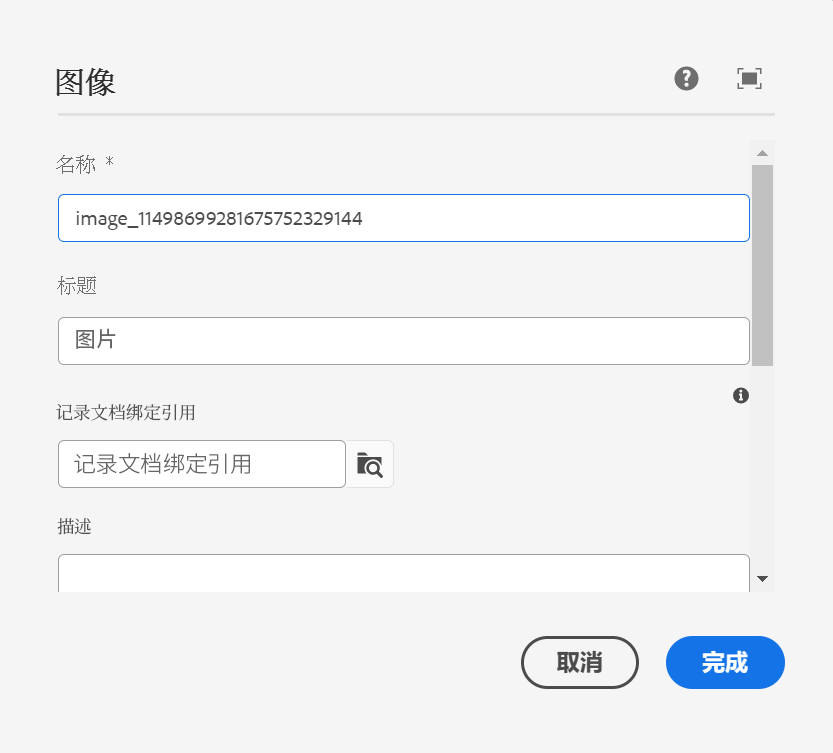 图像
名称 *
image_11498699281675752329144
标题
图片
记录文档绑定引用
记录文档绑定引用
描述
取消 完成